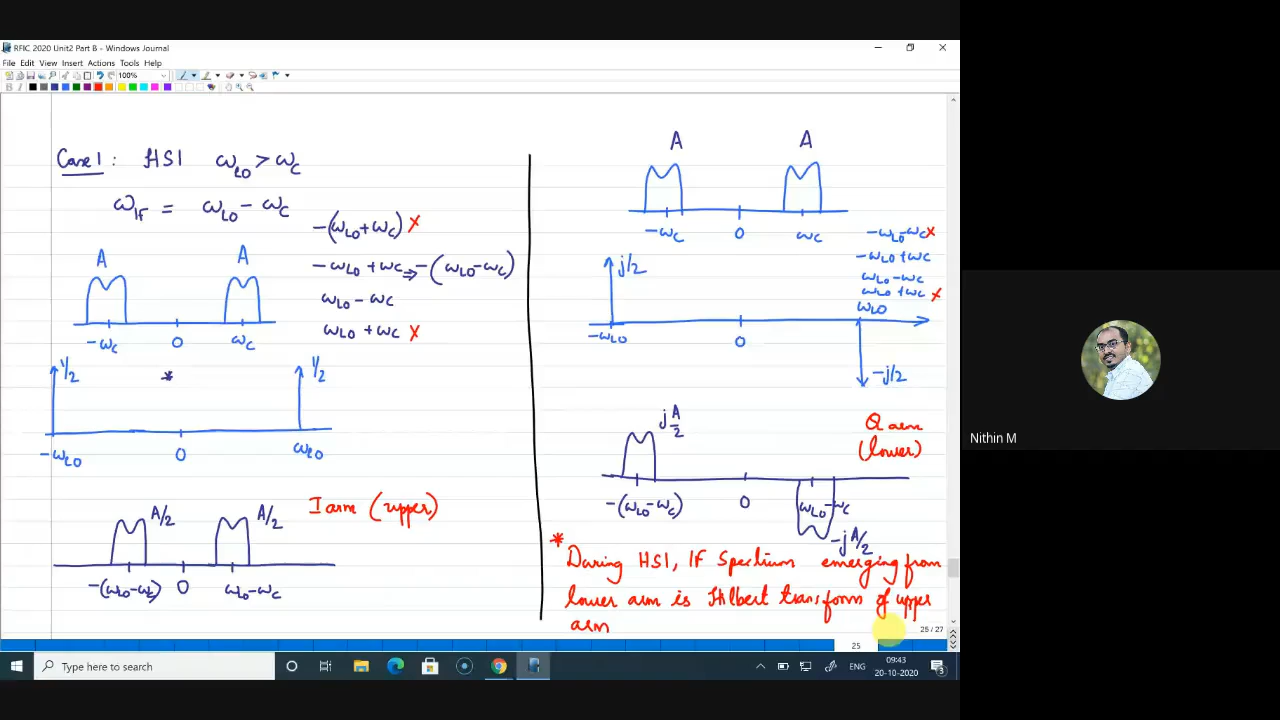 RFIC 2020 Unit2 Part B - Windows Journal
File Edit View Insert Actions Tools Help
100%
Case 1 : HSI ωLO > ωC
ωIF = ωLO - ωC
-(ωLO+ωC) X
-ωLO + ωC ⇒ -(ωLO-ωC)
ωLO - ωC
ωLO + ωC X
A A
-ωC 0 ωC
*
1/2 1/2
-ωLO 0 ωLO
I arm (upper)
A/2 A/2
-(ωLO-ωC) 0 ωLO-ωC
A A
-ωC 0 ωC
-ωLO-ωC X
-ωLO+ωC
ωLO-ωC
ωLO+ωC X
j/2
ωLO
-ωLO 0
-j/2
Q arm
(lower)
jA/2
-(ωLO-ωC) 0 ωLO-ωC
-jA/2
* During HSI, IF Spectrum emerging from
lower arm is Hilbert transform of upper
arm
25 / 27
25
Type here to search
ENG
09:43
20-10-2020
3
Nithin M